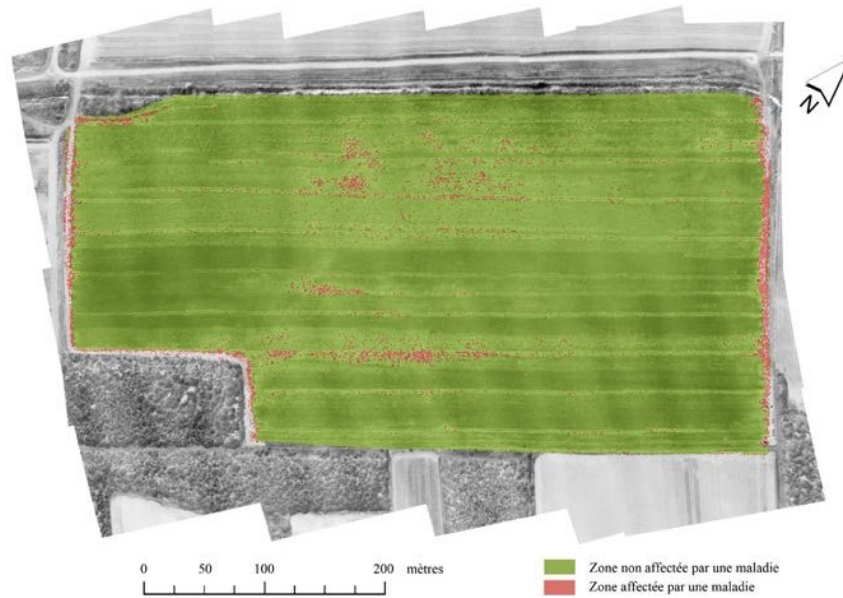 N
0 50 100 200 mètres
Zone non affectée par une maladie
Zone affectée par une maladie